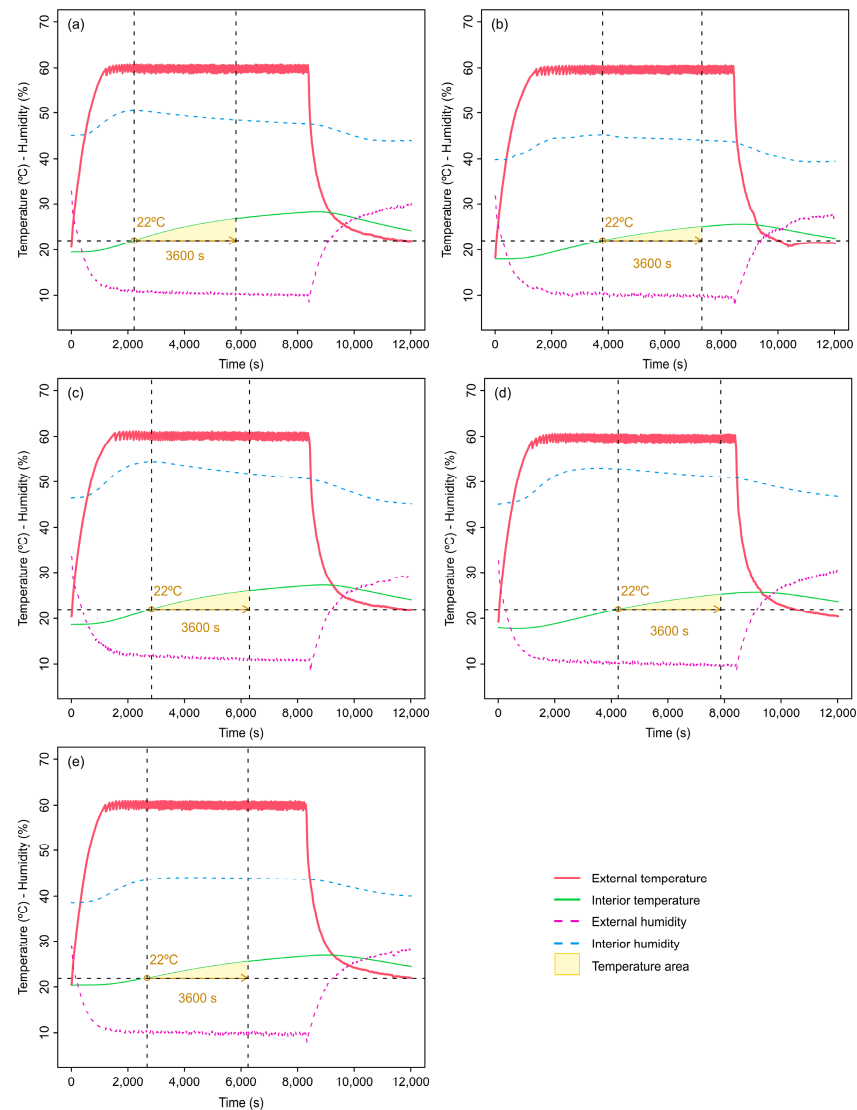 (a)
70
60
50
40
30
20
10
Temperature (ºC) - Humidity (%)
22ºC
3600 s
0 2,000 4,000 6,000 8,000 10,000 12,000
Time (s)
(b)
70
60
50
40
30
20
10
Temperature (ºC) - Humidity (%)
22ºC
3600 s
0 2,000 4,000 6,000 8,000 10,000 12,000
Time (s)
(c)
70
60
50
40
30
20
10
Temperature (ºC) - Humidity (%)
22ºC
3600 s
0 2,000 4,000 6,000 8,000 10,000 12,000
Time (s)
(d)
70
60
50
40
30
20
10
Temperature (ºC) - Humidity (%)
22ºC
3600 s
0 2,000 4,000 6,000 8,000 10,000 12,000
Time (s)
(e)
70
60
50
40
30
20
10
Temperature (ºC) - Humidity (%)
22ºC
3600 s
0 2,000 4,000 6,000 8,000 10,000 12,000
Time (s)
External temperature
Interior temperature
External humidity
Interior humidity
Temperature area